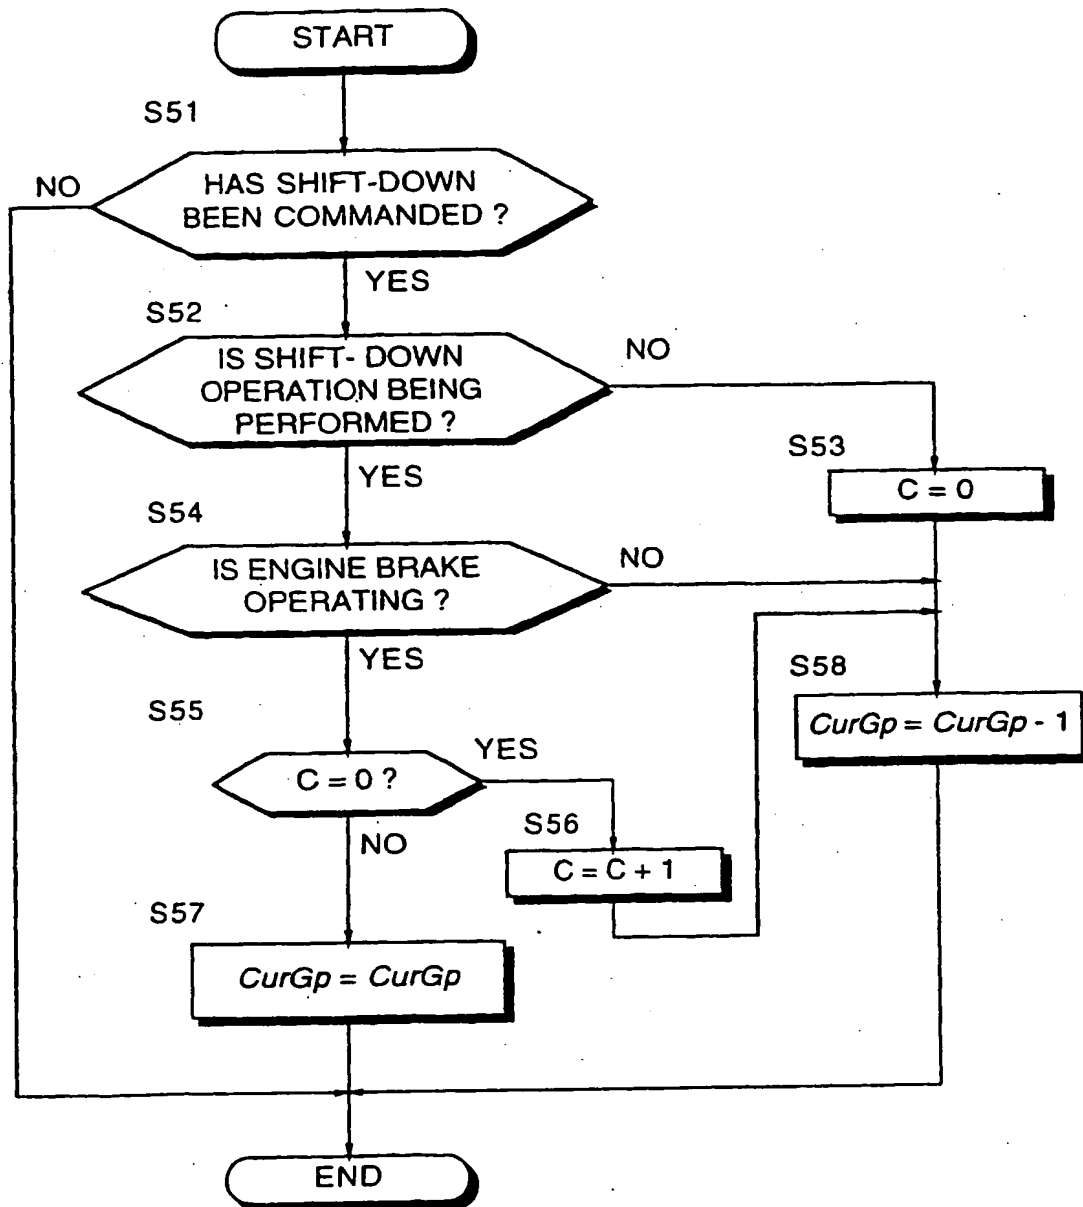 START
S51
NO
HAS SHIFT-DOWN
BEEN COMMANDED ?
YES
S52
IS SHIFT- DOWN
OPERATION BEING
PERFORMED ?
NO
S53
C = 0
YES
S54
IS ENGINE BRAKE
OPERATING ?
NO
YES
S58
CurGp = CurGp - 1
S55
C = 0 ?
YES
NO
S56
C = C + 1
S57
CurGp = CurGp
END